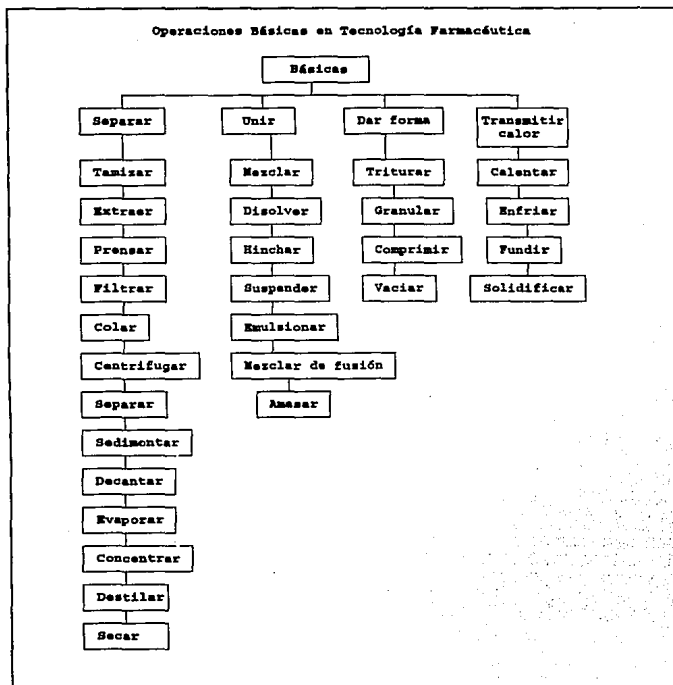 Operaciones Básicas en Tecnología Farmacéutica
Básicas
Separar
Tamizar
Extraer
Prensar
Filtrar
Colar
Centrifugar
Separar
Sedimontar
Decantar
Evaporar
Concentrar
Destilar
Secar
Unir
Mezclar
Disolver
Hinchar
Suspender
Emulsionar
Mezclar de fusión
Amasar
Dar forma
Triturar
Granular
Comprimir
Vaciar
Transmitir
calor
Calentar
Enfriar
Fundir
Solidificar